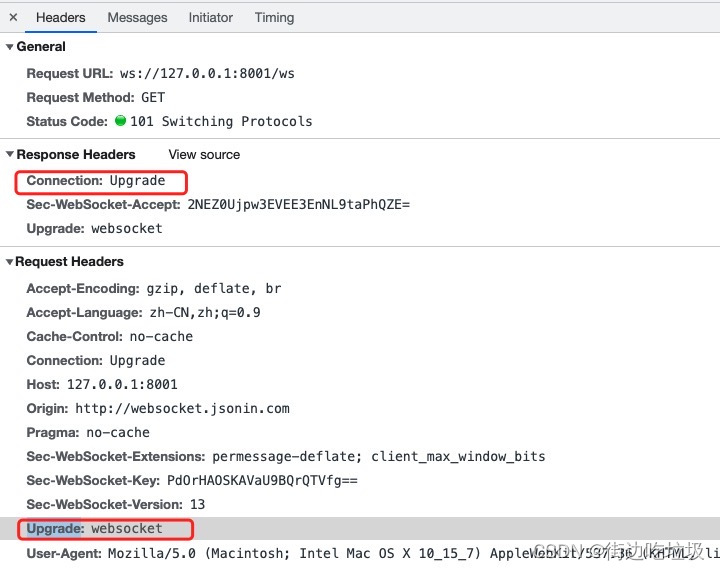 × Headers Messages Initiator Timing
▼General
Request URL: ws://127.0.0.1:8001/ws
Request Method: GET
Status Code: 101 Switching Protocols
▼Response Headers View source
Connection: Upgrade
Sec-WebSocket-Accept: 2NEZ0Ujpw3EVEE3EnNL9taPhQZE=
Upgrade: websocket
▼Request Headers
Accept-Encoding: gzip, deflate, br
Accept-Language: zh-CN,zh;q=0.9
Cache-Control: no-cache
Connection: Upgrade
Host: 127.0.0.1:8001
Origin: http://websocket.jsonin.com
Pragma: no-cache
Sec-WebSocket-Extensions: permessage-deflate; client_max_window_bits
Sec-WebSocket-Key: PdOrHAOSKAVaU9BQrQTVfg==
Sec-WebSocket-Version: 13
Upgrade: websocket
User-Agent: Mozilla/5.0 (Macintosh; Intel Mac OS X 10_15_7) AppleWebKit/537.36 (KHTML, li
CSDN @街边吃垃圾